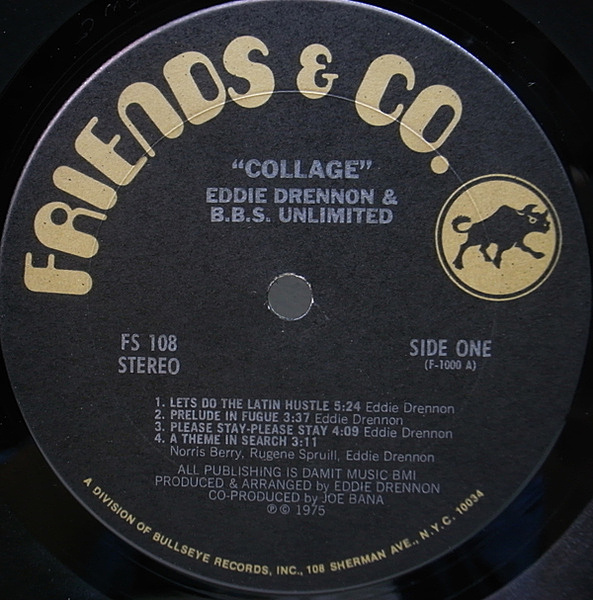 FRIENDS & CO.
"COLLAGE"
EDDIE DRENNON &
B.B.S. UNLIMITED
FS 108
STEREO
SIDE ONE
(F-1000 A)
1. LETS DO THE LATIN HUSTLE 5:24 Eddie Drennon
2. PRELUDE IN FUGUE 3:37 Eddie Drennon
3. PLEASE STAY-PLEASE STAY 4:09 Eddie Drennon
4. A THEME IN SEARCH 3:11
Norris Berry, Rugene Spruill, Eddie Drennon
ALL PUBLISHING IS DAMIT MUSIC BMI
PRODUCED & ARRANGED by EDDIE DRENNON
CO-PRODUCED by JOE BANA
℗ © 1975
A DIVISION OF BULLSEYE RECORDS, INC., 108 SHERMAN AVE., N.Y.C. 10034